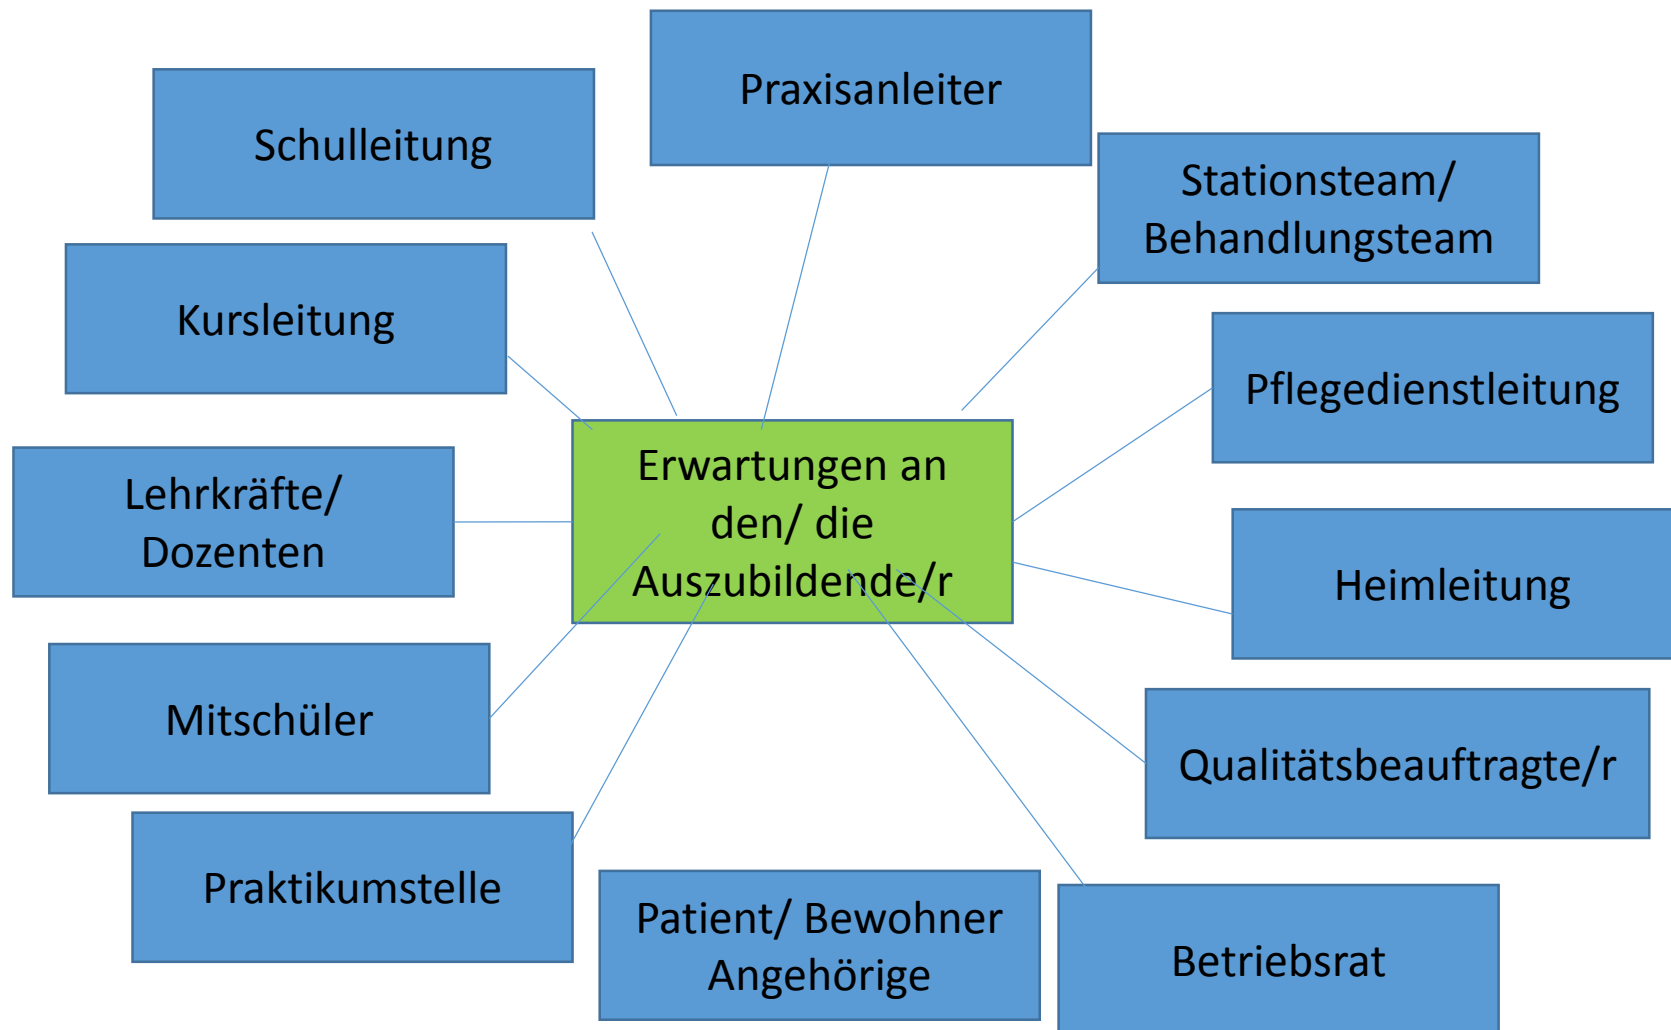 Praxisanleiter
Schulleitung
Stationsteam/
Behandlungsteam
Kursleitung
Pflegedienstleitung
Erwartungen an
den/ die
Auszubildende/r
Lehrkräfte/
Dozenten
Heimleitung
Mitschüler
Qualitätsbeauftragte/r
Praktikumstelle
Patient/ Bewohner
Angehörige
Betriebsrat